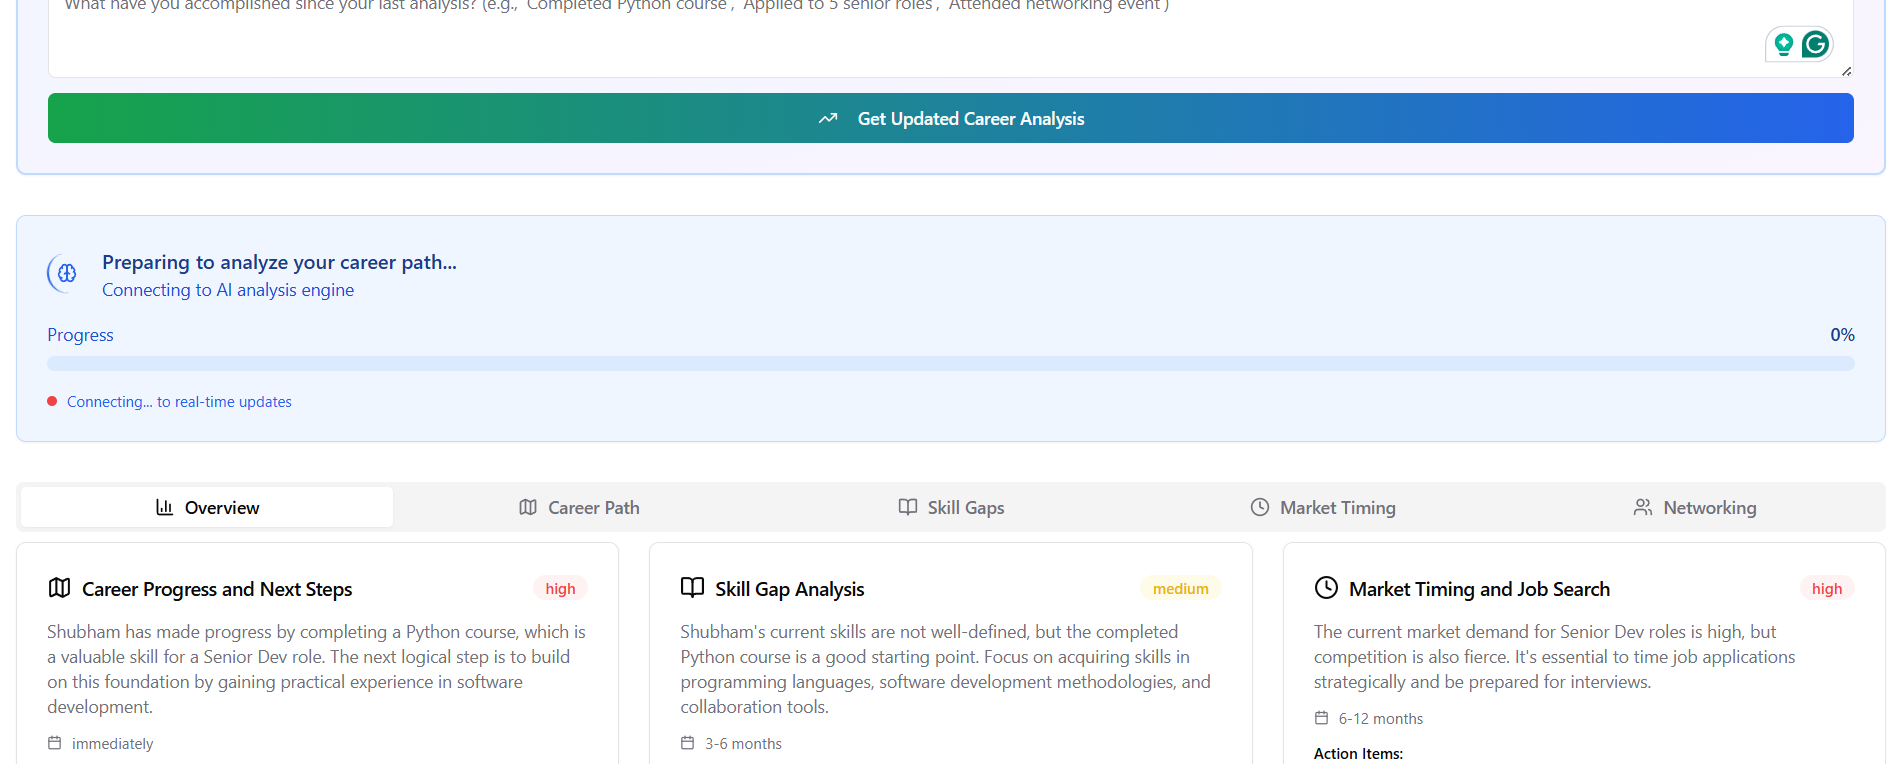 What have you accomplished since your last analysis? (e.g., 'Completed Python course', 'Applied to 5 senior roles', 'Attended networking event')
Get Updated Career Analysis
Preparing to analyze your career path...
Connecting to AI analysis engine
Progress
0%
Connecting... to real-time updates
Overview
Career Path
Skill Gaps
Market Timing
Networking
Career Progress and Next Steps
high
Shubham has made progress by completing a Python course, which is
a valuable skill for a Senior Dev role. The next logical step is to build
on this foundation by gaining practical experience in software
development.
immediately
Skill Gap Analysis
medium
Shubham's current skills are not well-defined, but the completed
Python course is a good starting point. Focus on acquiring skills in
programming languages, software development methodologies, and
collaboration tools.
3-6 months
Market Timing and Job Search
high
The current market demand for Senior Dev roles is high, but
competition is also fierce. It's essential to time job applications
strategically and be prepared for interviews.
6-12 months
Action Items: